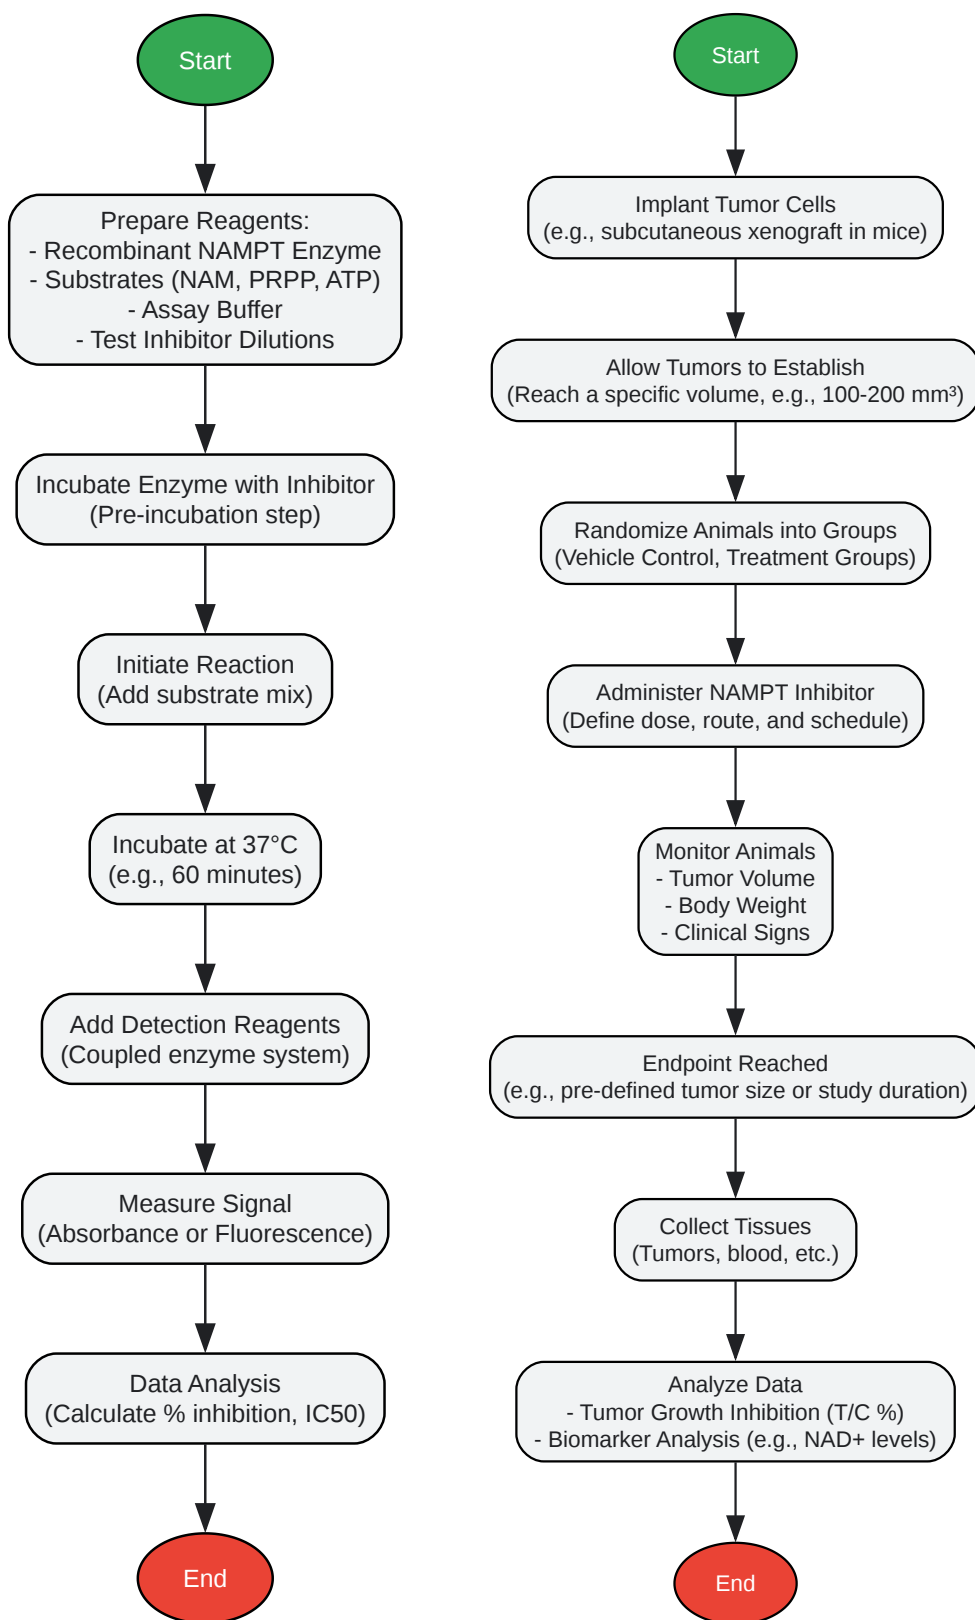 Start
Prepare Reagents:
- Recombinant NAMPT Enzyme
- Substrates (NAM, PRPP, ATP)
- Assay Buffer
- Test Inhibitor Dilutions
Incubate Enzyme with Inhibitor
(Pre-incubation step)
Initiate Reaction
(Add substrate mix)
Incubate at 37°C
(e.g., 60 minutes)
Add Detection Reagents
(Coupled enzyme system)
Measure Signal
(Absorbance or Fluorescence)
Data Analysis
(Calculate % inhibition, IC50)
End
Start
Implant Tumor Cells
(e.g., subcutaneous xenograft in mice)
Allow Tumors to Establish
(Reach a specific volume, e.g., 100-200 mm³)
Randomize Animals into Groups
(Vehicle Control, Treatment Groups)
Administer NAMPT Inhibitor
(Define dose, route, and schedule)
Monitor Animals
- Tumor Volume
- Body Weight
- Clinical Signs
Endpoint Reached
(e.g., pre-defined tumor size or study duration)
Collect Tissues
(Tumors, blood, etc.)
Analyze Data
- Tumor Growth Inhibition (T/C %)
- Biomarker Analysis (e.g., NAD+ levels)
End